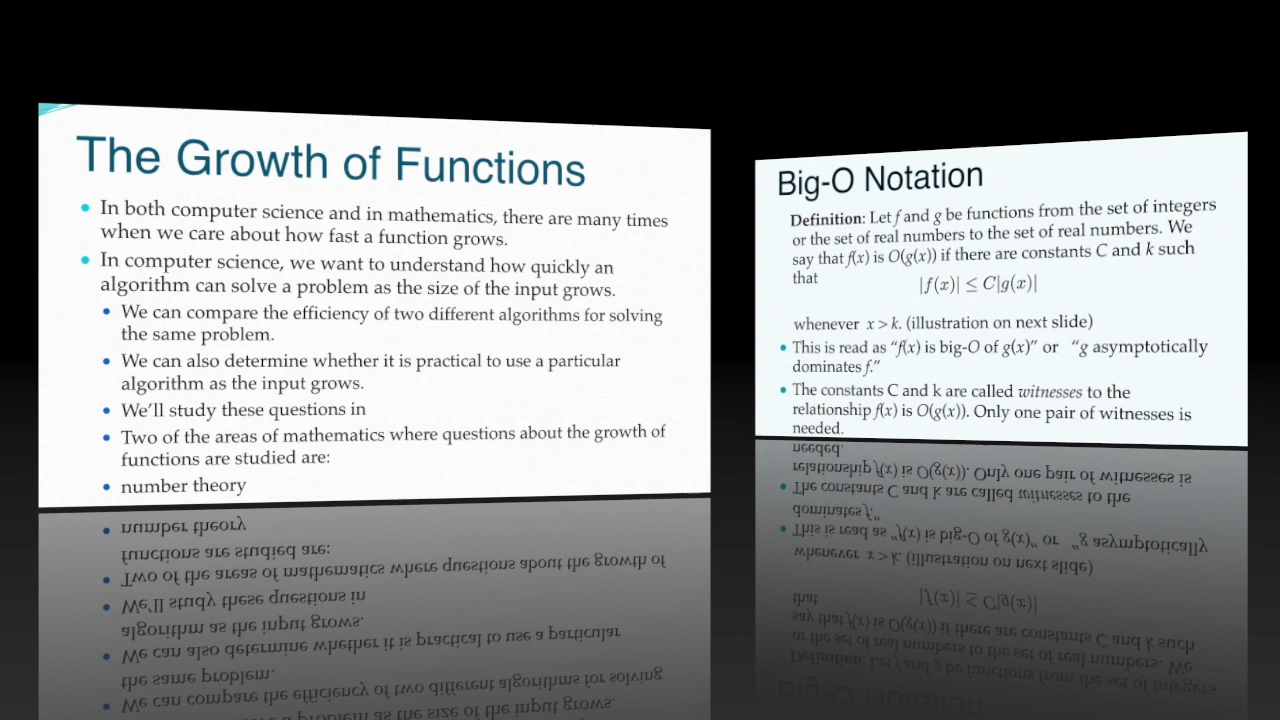 The Growth of Functions
In both computer science and in mathematics, there are many times
when we care about how fast a function grows.
In computer science, we want to understand how quickly an
algorithm can solve a problem as the size of the input grows.
We can compare the efficiency of two different algorithms for solving
the same problem.
We can also determine whether it is practical to use a particular
algorithm as the input grows.
We'll study these questions in
Two of the areas of mathematics where questions about the growth of
functions are studied are:
number theory
Big-O Notation
Definition: Let f and g be functions from the set of integers
or the set of real numbers to the set of real numbers. We
say that f(x) is O(g(x)) if there are constants C and k such
that
|f(x)| ≤ C|g(x)|
whenever x > k. (illustration on next slide)
This is read as “f(x) is big-O of g(x)” or “g asymptotically
dominates f.”
The constants C and k are called witnesses to the
relationship f(x) is O(g(x)). Only one pair of witnesses is
needed.